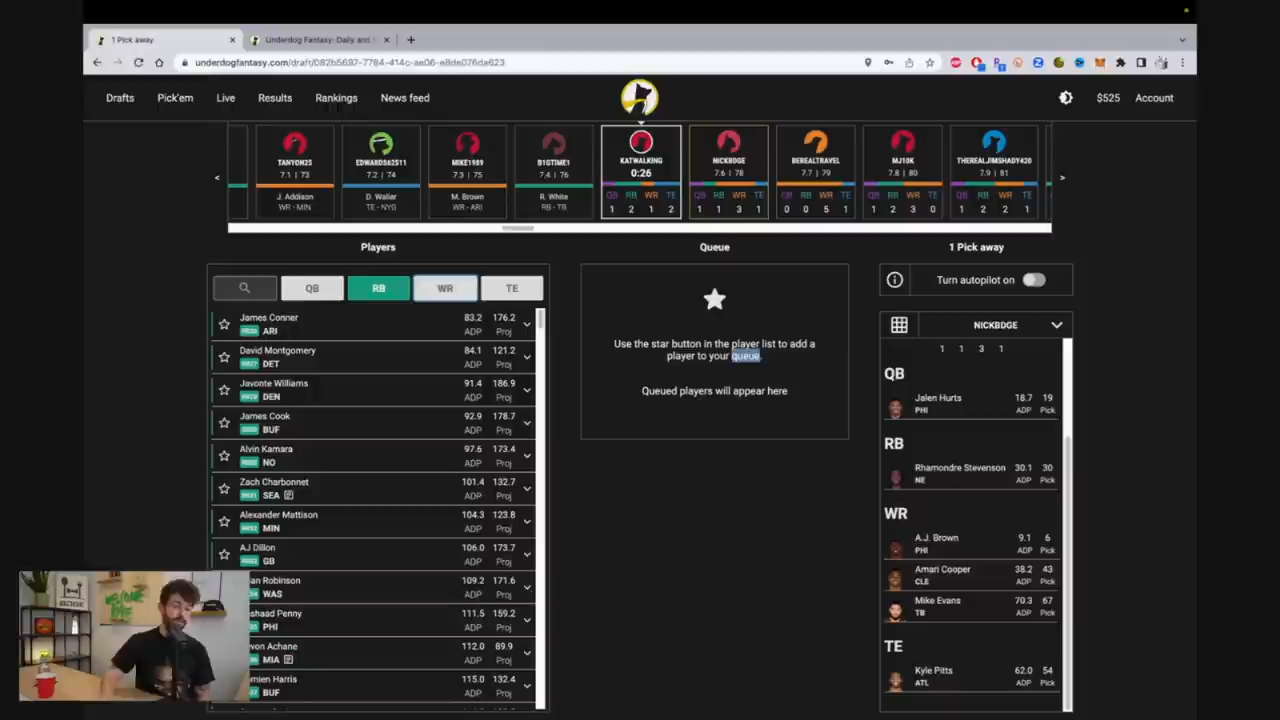 1 Pick away
Underdog Fantasy: Daily and
underdogfantasy.com/draft/082b5697-7784-414c-ae06-e8de076da623
Drafts Pick'em Live Results Rankings News feed
$525 Account
TANYON25
7.1 | 73
J. Addison
WR - MIN
EDWARDS62511
7.2 | 74
D. Waller
TE - NYG
MIKE1989
7.3 | 75
M. Brown
WR - ARI
B1GTIME1
7.4 | 76
R. White
RB - TB
KATWALKING
0:26
QB RB WR TE
1 2 1 2
NICKBDGE
7.6 | 78
QB RB WR TE
1 1 3 1
BEREALTRAVEL
7.7 | 79
QB RB WR TE
0 0 5 1
MJ10K
7.8 | 80
QB RB WR TE
1 2 3 0
THEREALJIMSHADY420
7.9 | 81
QB RB WR TE
1 2 2 1
Players
QB RB WR TE
James Conner 83.2 176.2
ARI ADP Proj
David Montgomery 84.1 121.2
DET ADP Proj
Javonte Williams 91.4 186.9
DEN ADP Proj
James Cook 92.9 178.7
BUF ADP Proj
Alvin Kamara 97.6 173.4
NO ADP Proj
Zach Charbonnet 101.4 132.7
SEA ADP Proj
Alexander Mattison 104.3 123.8
MIN ADP Proj
AJ Dillon 106.0 173.7
GB ADP Proj
an Robinson 109.2 171.6
WAS ADP Proj
shaad Penny 111.5 159.2
PHI ADP Proj
von Achane 112.0 89.9
MIA ADP Proj
mien Harris 115.0 132.4
BUF ADP Proj
Queue
Use the star button in the player list to add a
player to your queue.
Queued players will appear here
1 Pick away
Turn autopilot on
NICKBDGE
1 1 3 1
QB
Jalen Hurts 18.7 19
PHI ADP Pick
RB
Rhamondre Stevenson 30.1 30
NE ADP Pick
WR
A.J. Brown 9.1 6
PHI ADP Pick
Amari Cooper 38.2 43
CLE ADP Pick
Mike Evans 70.3 67
TB ADP Pick
TE
Kyle Pitts 62.0 54
ATL ADP Pick